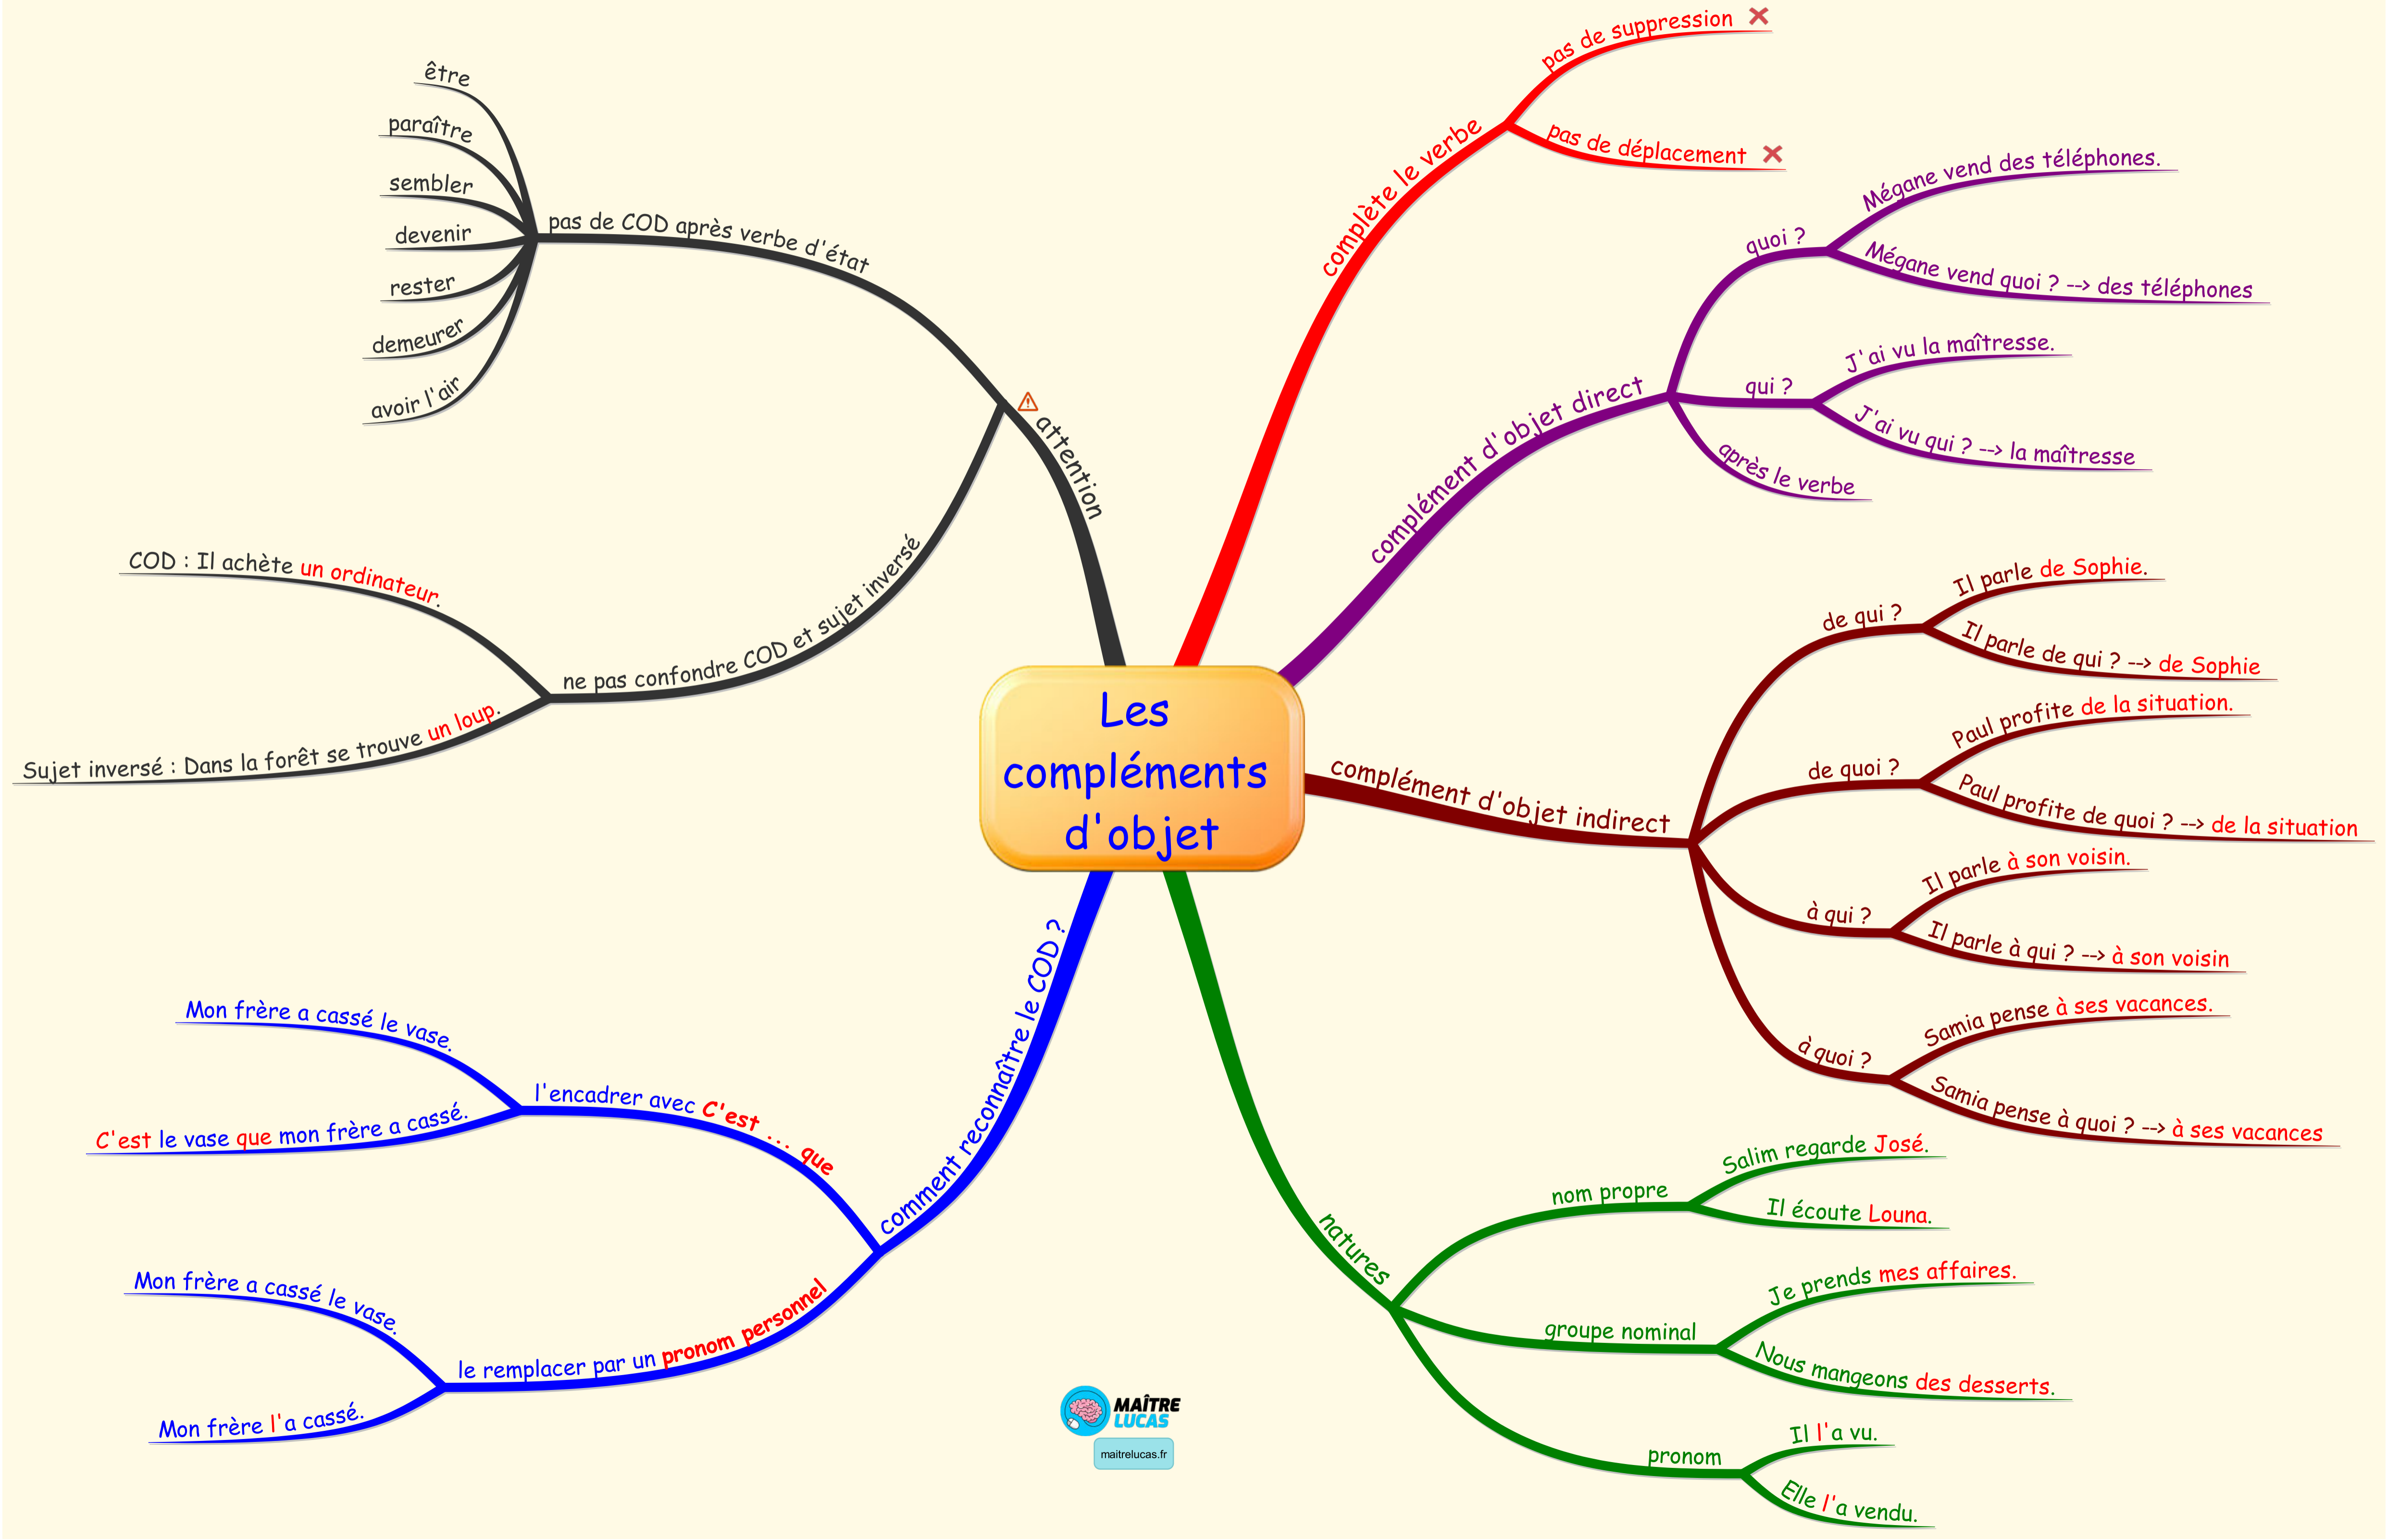 Les
compléments
d'objet
complète le verbe
pas de suppression
pas de déplacement
complément d'objet direct
quoi ?
Mégane vend des téléphones.
Mégane vend quoi ? --> des téléphones
qui ?
J'ai vu la maîtresse.
J'ai vu qui ? --> la maîtresse
après le verbe
complément d'objet indirect
de qui ?
Il parle de Sophie.
Il parle de qui ? --> de Sophie
de quoi ?
Paul profite de la situation.
Paul profite de quoi ? --> de la situation
à qui ?
Il parle à son voisin.
Il parle à qui ? --> à son voisin
à quoi ?
Samia pense à ses vacances.
Samia pense à quoi ? --> à ses vacances
natures
nom propre
Salim regarde José.
Il écoute Louna.
groupe nominal
Je prends mes affaires.
Nous mangeons des desserts.
pronom
Il l'a vu.
Elle l'a vendu.
comment reconnaître le COD ?
l'encadrer avec C'est ... que
Mon frère a cassé le vase.
C'est le vase que mon frère a cassé.
le remplacer par un pronom personnel
Mon frère a cassé le vase.
Mon frère l'a cassé.
attention
pas de COD après verbe d'état
être
paraître
sembler
devenir
rester
demeurer
avoir l'air
ne pas confondre COD et sujet inversé
COD : Il achète un ordinateur.
Sujet inversé : Dans la forêt se trouve un loup.
MAÎTRE
LUCAS
maitrelucas.fr